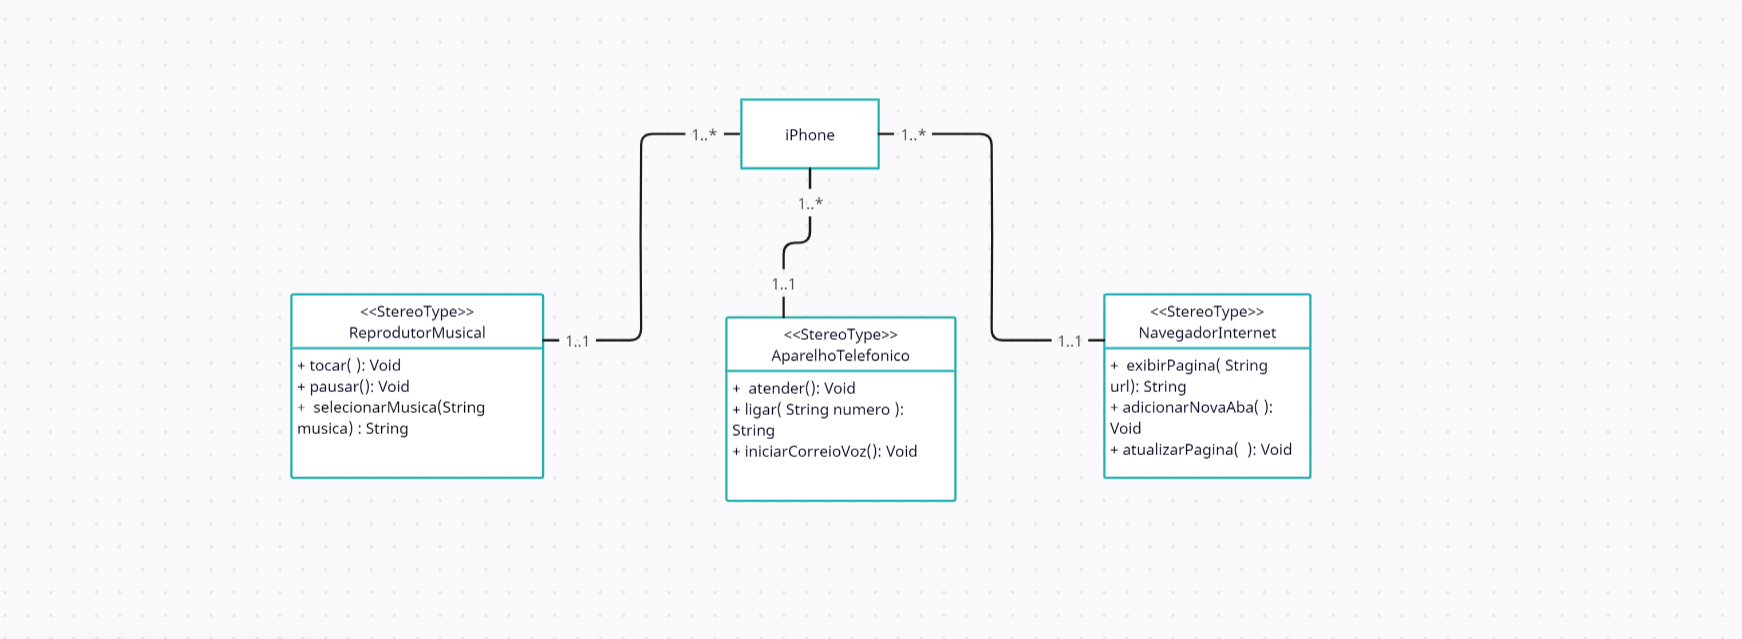 1..*
iPhone
1..*
1..*
1..1
<<StereoType>>
ReprodutorMusical
+ tocar( ): Void
+ pausar(): Void
+  selecionarMusica(String
musica) : String
1..1
<<StereoType>>
AparelhoTelefonico
+  atender(): Void
+ ligar( String numero ):
String
+ iniciarCorreioVoz(): Void
1..1
<<StereoType>>
NavegadorInternet
+  exibirPagina( String
url): String
+ adicionarNovaAba( ):
Void
+ atualizarPagina(  ): Void